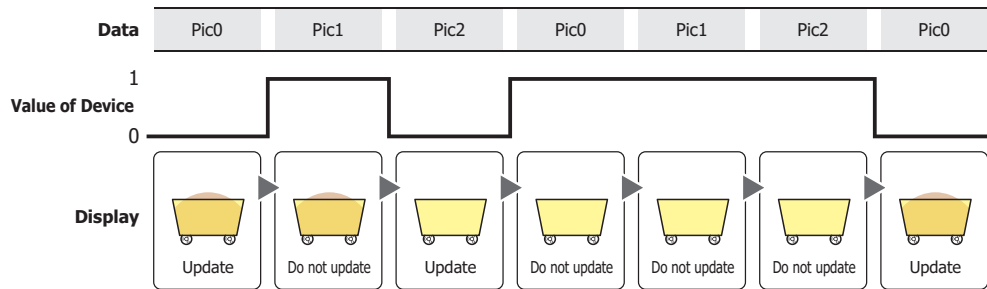 Data Pic0 Pic1 Pic2 Pic0 Pic1 Pic2 Pic0
1
Value of Device
0
Display
Update Do not update Update Do not update Do not update Do not update Update